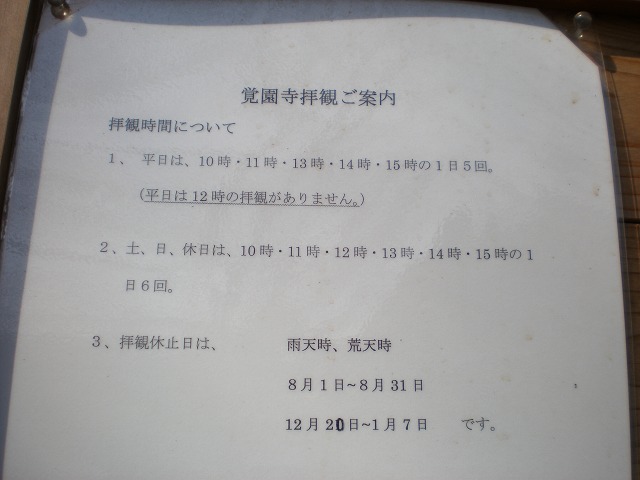 覚園寺拝観ご案内
拝観時間について
１、 平日は、10時・11時・13時・14時・15時の１日５回。
（平日は12時の拝観がありません。）
２、土、日、休日は、10時・11時・12時・13時・14時・15時の１
日６回。
３、拝観休止日は、 雨天時、荒天時
８月１日~８月31日
12月20日~1月７日 です。